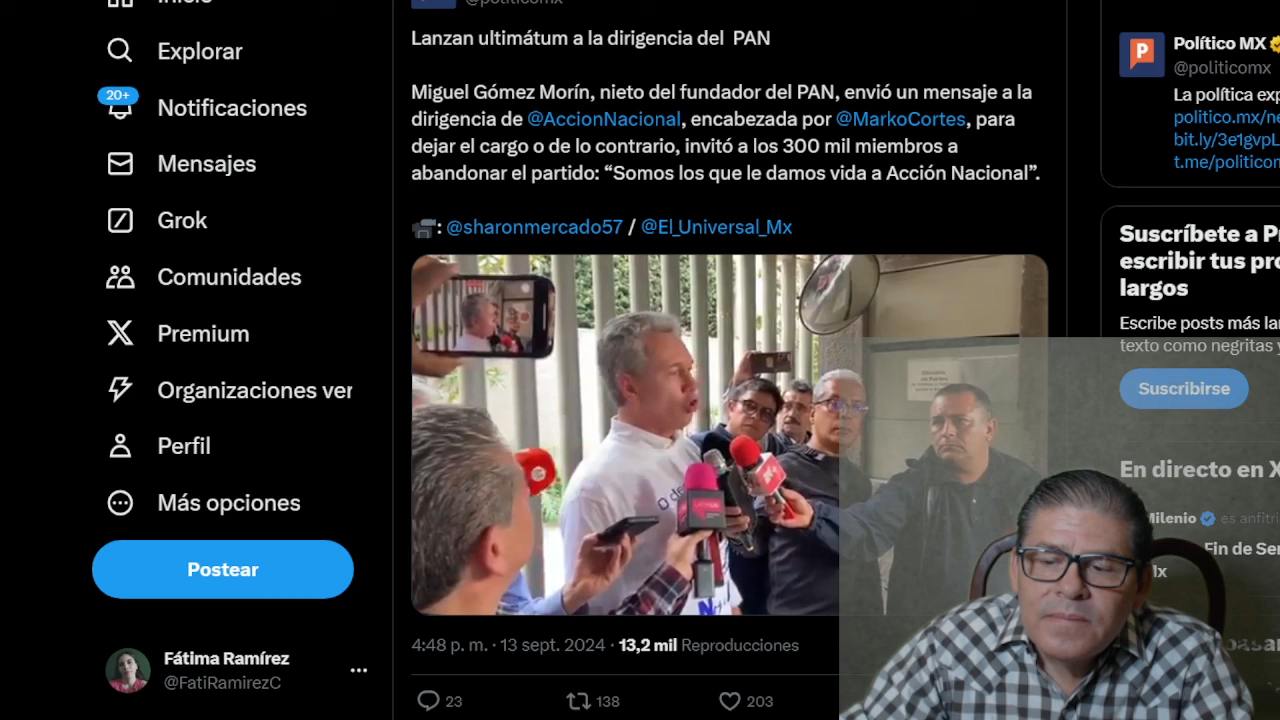 Inicio
Explorar
20+
Notificaciones
Mensajes
Grok
Comunidades
Premium
Organizaciones ver
Perfil
Más opciones
Postear
Fátima Ramírez
@FatiRamirezC
@politicomx
Lanzan ultimátum a la dirigencia del PAN
Miguel Gómez Morín, nieto del fundador del PAN, envió un mensaje a la
dirigencia de @AccionNacional, encabezada por @MarkoCortes, para
dejar el cargo o de lo contrario, invitó a los 300 mil miembros a
abandonar el partido: “Somos los que le damos vida a Acción Nacional”.
: @sharonmercado57 / @El_Universal_Mx
4:48 p. m. · 13 sept. 2024 · 13,2 mil Reproducciones
23
138
203
Político MX
@politicomx
La política exp
politico.mx/ne
bit.ly/3e1gvpL
t.me/politicom
Suscríbete a Pr
escribir tus pro
largos
Escribe posts más lar
texto como negritas y
Suscribirse
En directo en X
Milenio es anfitri
Fin de Ser